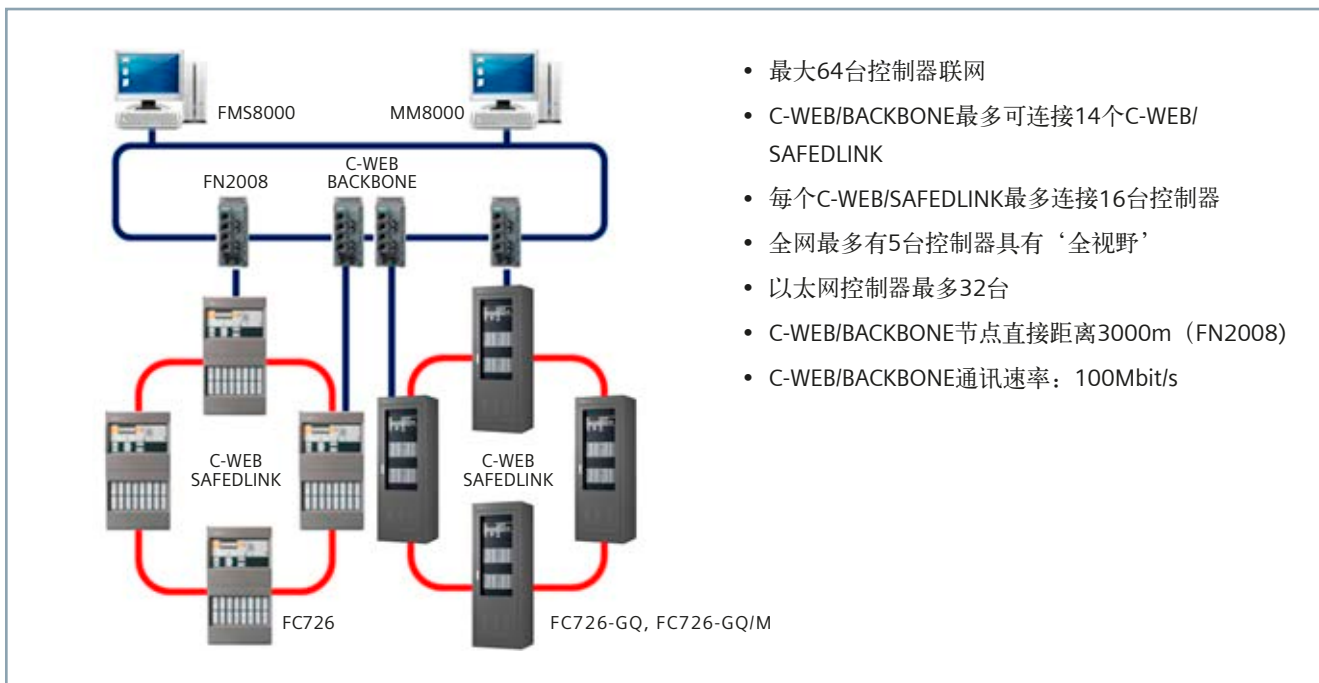 FMS8000
MM8000
C-WEB
BACKBONE
FN2008
C-WEB
SAFEDLINK
C-WEB
SAFEDLINK
FC726
FC726-GQ, FC726-GQ/M
• 最大64台控制器联网
• C-WEB/BACKBONE最多可连接14个C-WEB/
SAFEDLINK
• 每个C-WEB/SAFEDLINK最多连接16台控制器
• 全网最多有5台控制器具有‘全视野’
• 以太网控制器最多32台
• C-WEB/BACKBONE节点直接距离3000m（FN2008)
• C-WEB/BACKBONE通讯速率：100Mbit/s